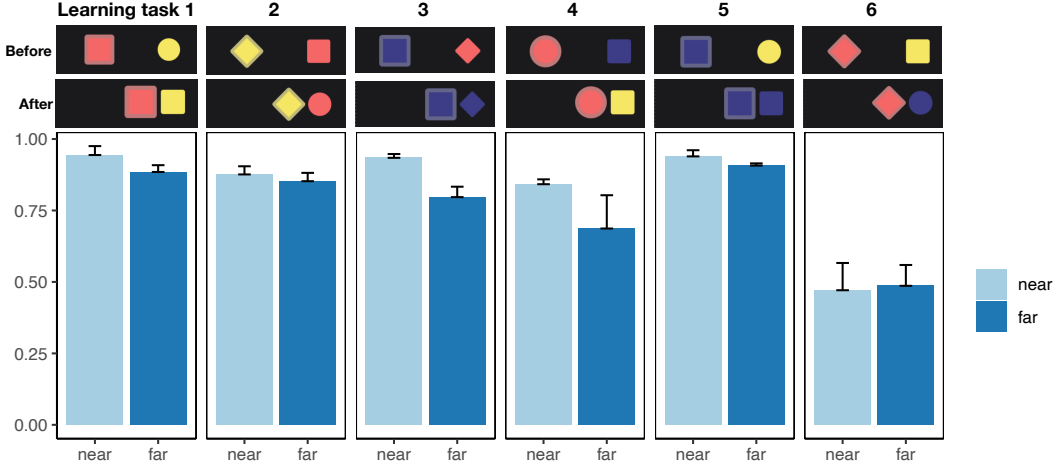 Learning task 1 2 3 4 5 6
Before
After
1.00
0.75
0.50
0.25
0.00
near far near far near far near far near far near far
near
far